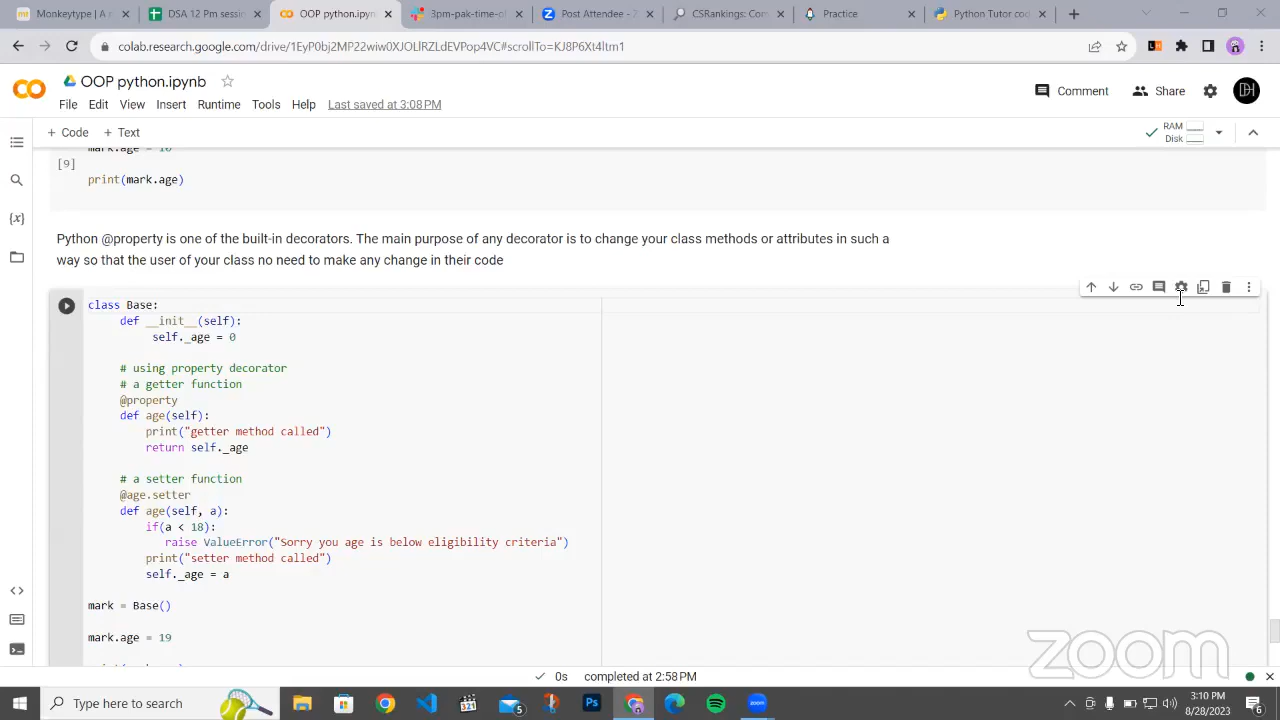 Monkeytype | A m
DSA 12 Pm sessin
OOP python.ipynb
3pm-pak-time-ol
Post Attendee - Z
CSRankings: Com
Practice
Python Tutor cod
colab.research.google.com/drive/1EyP0bj2MP22wiw0XJOLlRZLdEVPop4VC#scrollTo=KJ8P6Xt4ltm1
OOP python.ipynb
File Edit View Insert Runtime Tools Help Last saved at 3:08 PM
Comment Share DH
+ Code + Text
RAM
Disk
mark.age = 10
[9]
print(mark.age)
Python @property is one of the built-in decorators. The main purpose of any decorator is to change your class methods or attributes in such a
way so that the user of your class no need to make any change in their code
class Base:
def __init__(self):
self._age = 0
# using property decorator
# a getter function
@property
def age(self):
print("getter method called")
return self._age
# a setter function
@age.setter
def age(self, a):
if(a < 18):
raise ValueError("Sorry you age is below eligibility criteria")
print("setter method called")
self._age = a
mark = Base()
mark.age = 19
0s completed at 2:58 PM
zoom
Type here to search
3:10 PM
8/28/2023